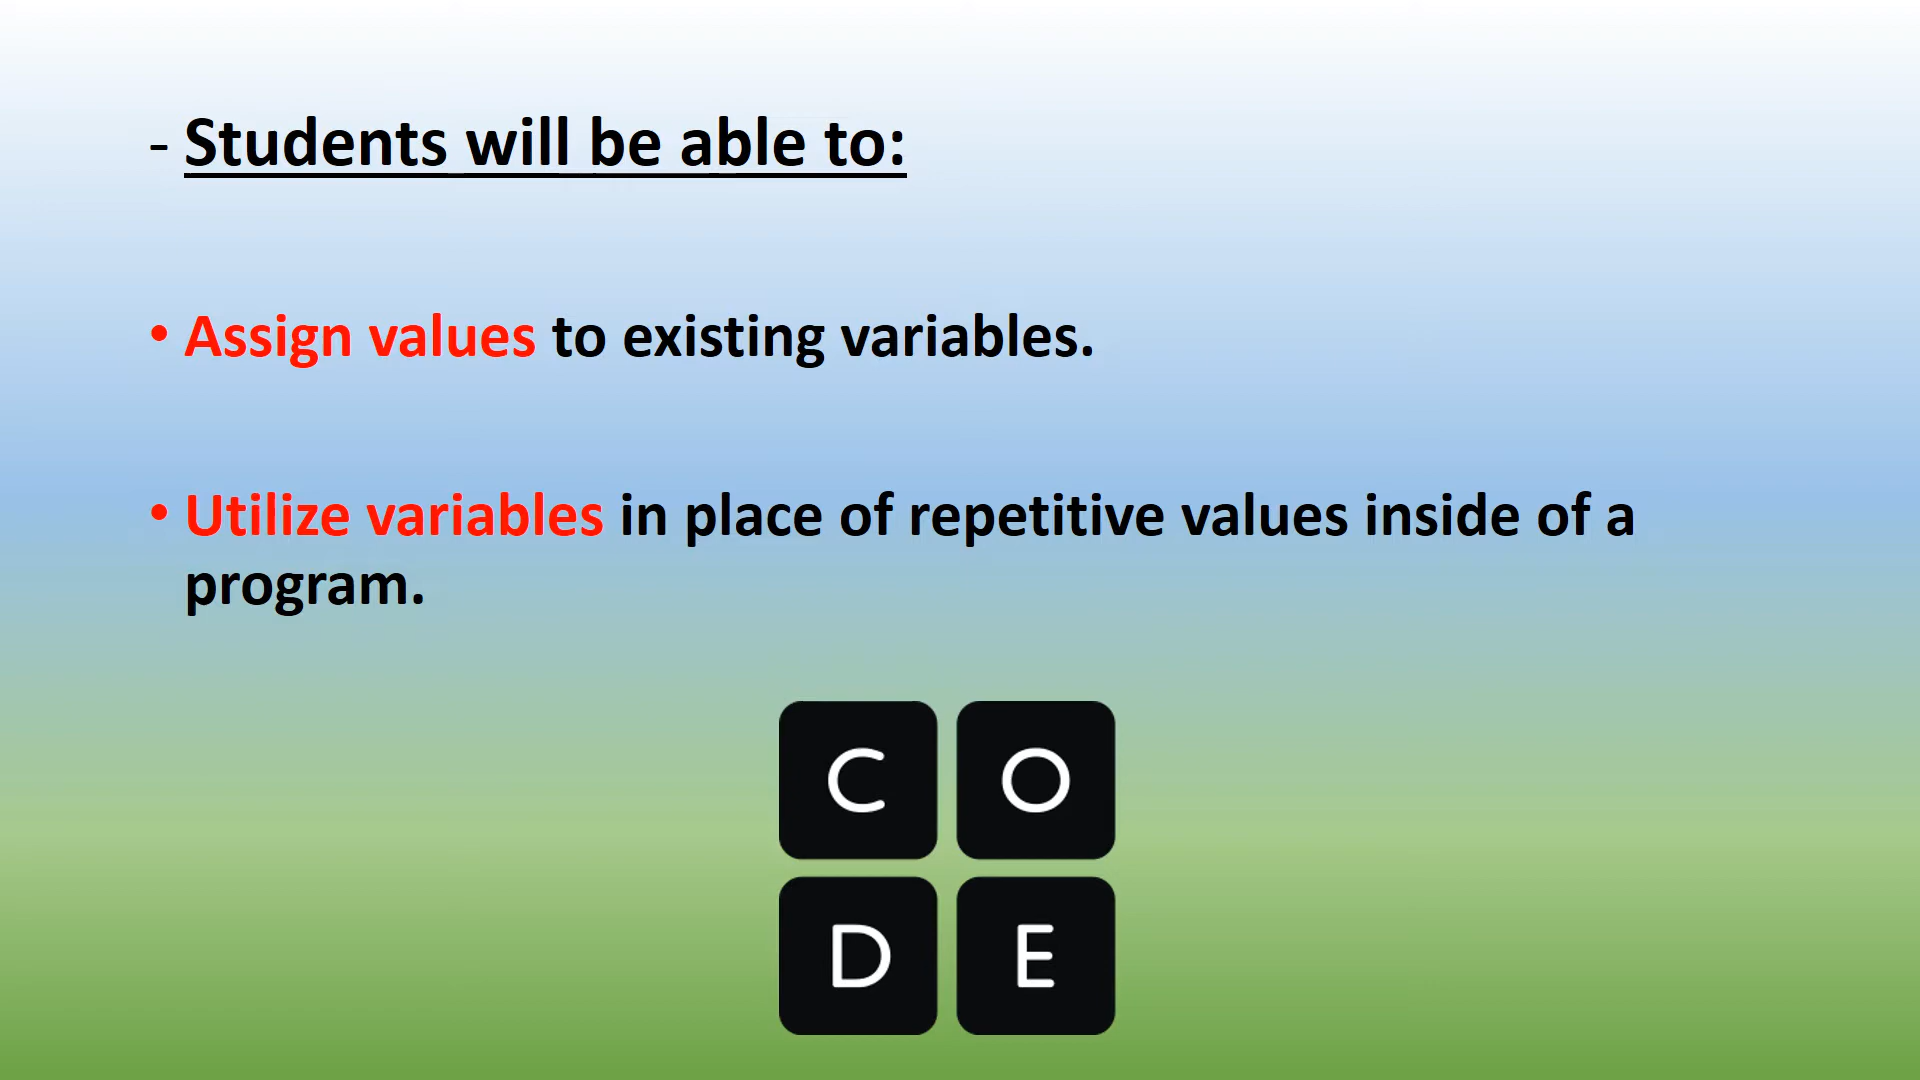 - Students will be able to:
• Assign values to existing variables.
• Utilize variables in place of repetitive values inside of a
program.
C O
D E